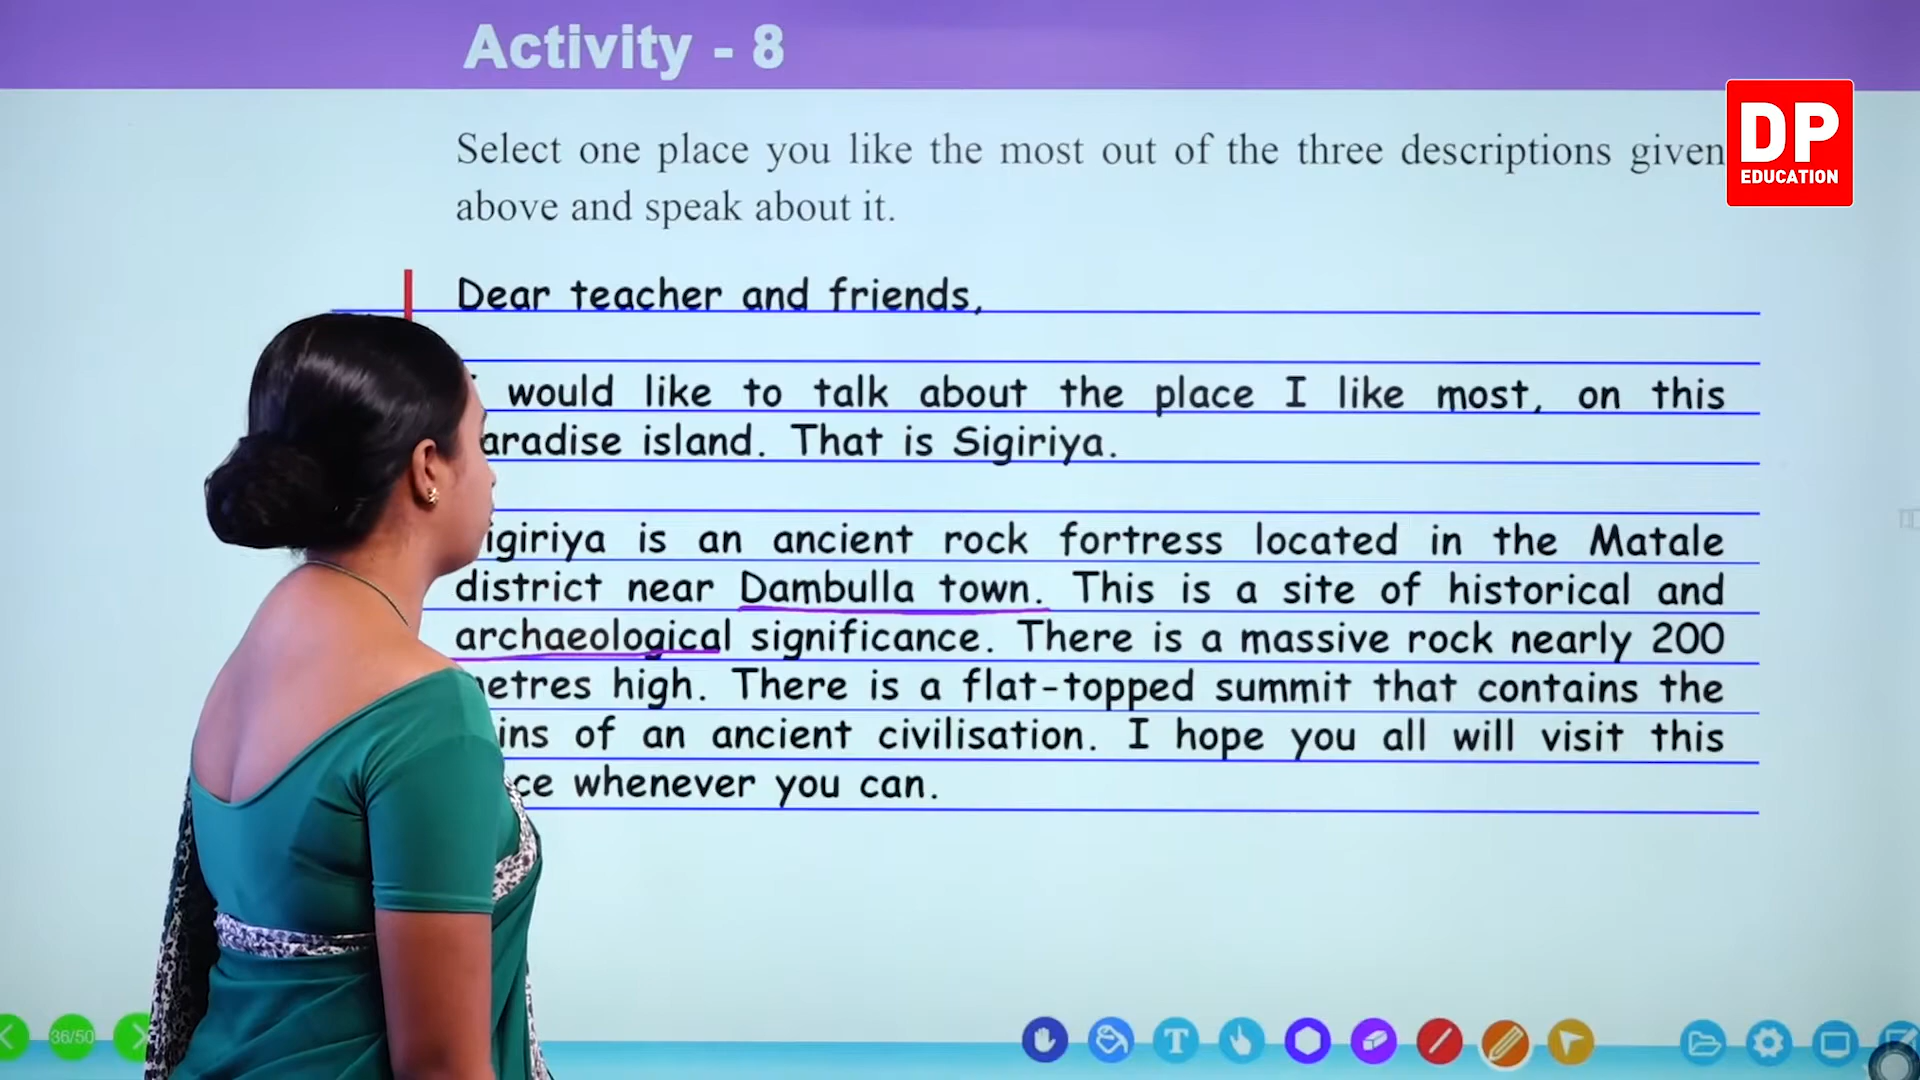 Activity - 8
DP
EDUCATION
Select one place you like the most out of the three descriptions given
above and speak about it.
Dear teacher and friends,
would like to talk about the place I like most, on this
aradise island. That is Sigiriya.
igiriya is an ancient rock fortress located in the Matale
district near Dambulla town. This is a site of historical and
archaeological significance. There is a massive rock nearly 200
etres high. There is a flat-topped summit that contains the
ins of an ancient civilisation. I hope you all will visit this
ce whenever you can.
36/50
T